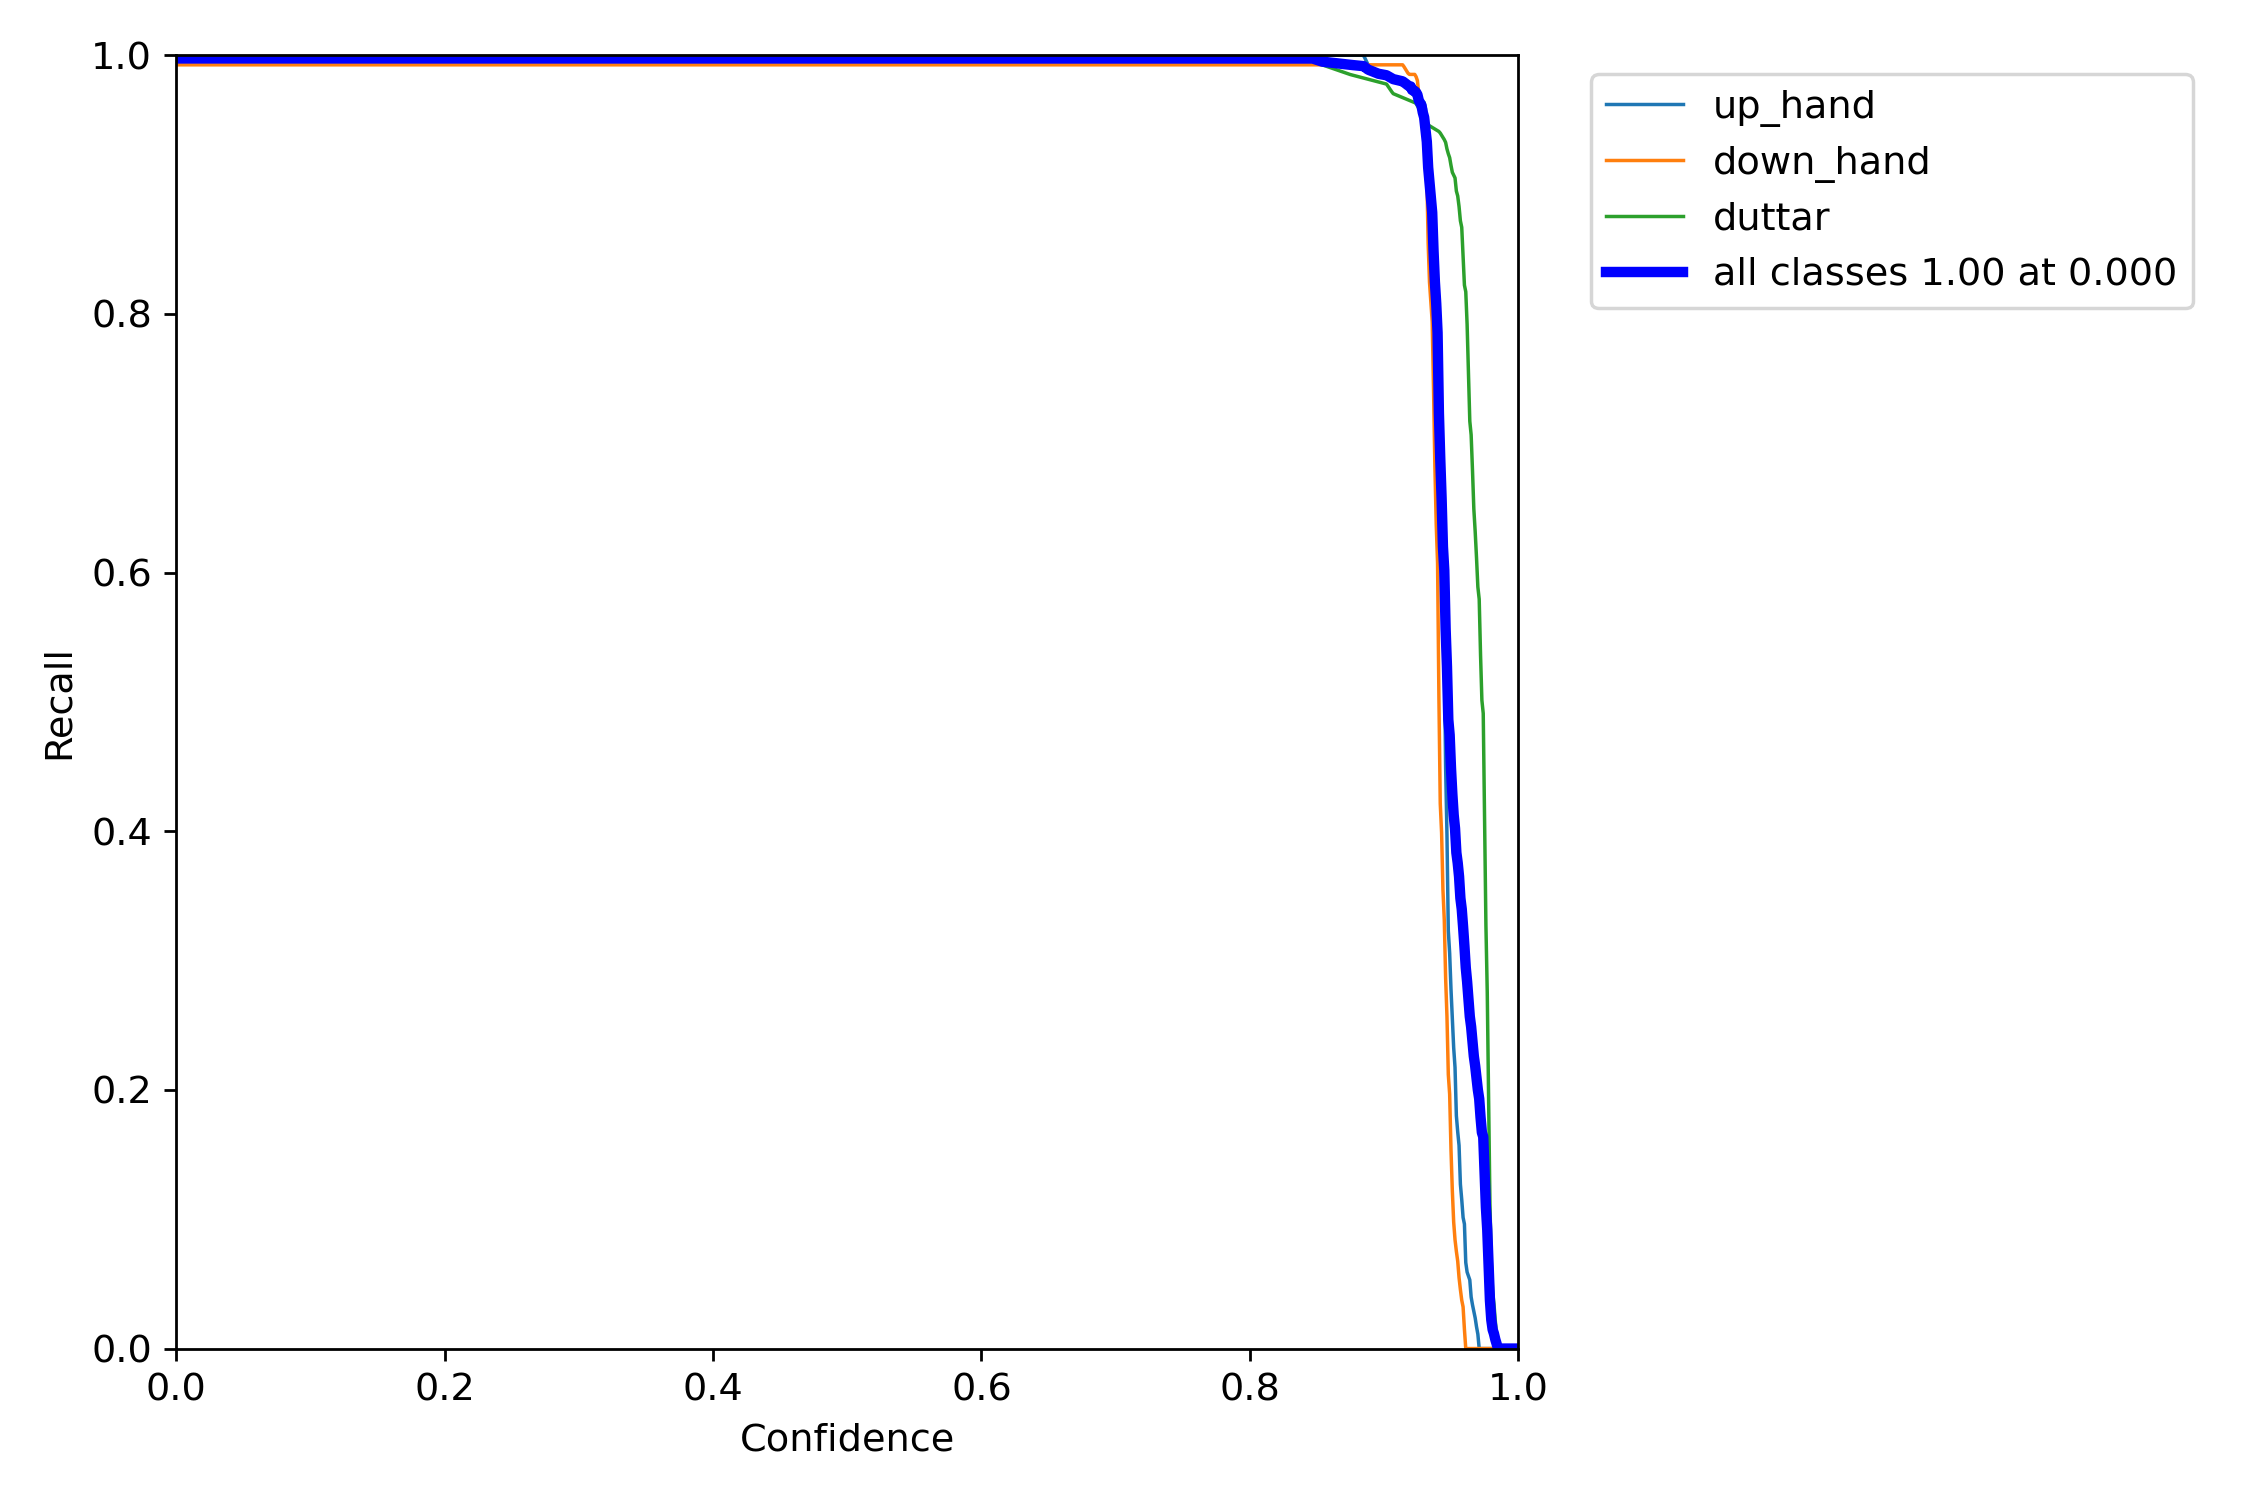 1.0
0.8
0.6
0.4
0.2
0.0
Recall
0.0 0.2 0.4 0.6 0.8 1.0
Confidence
up_hand
down_hand
duttar
all classes 1.00 at 0.000